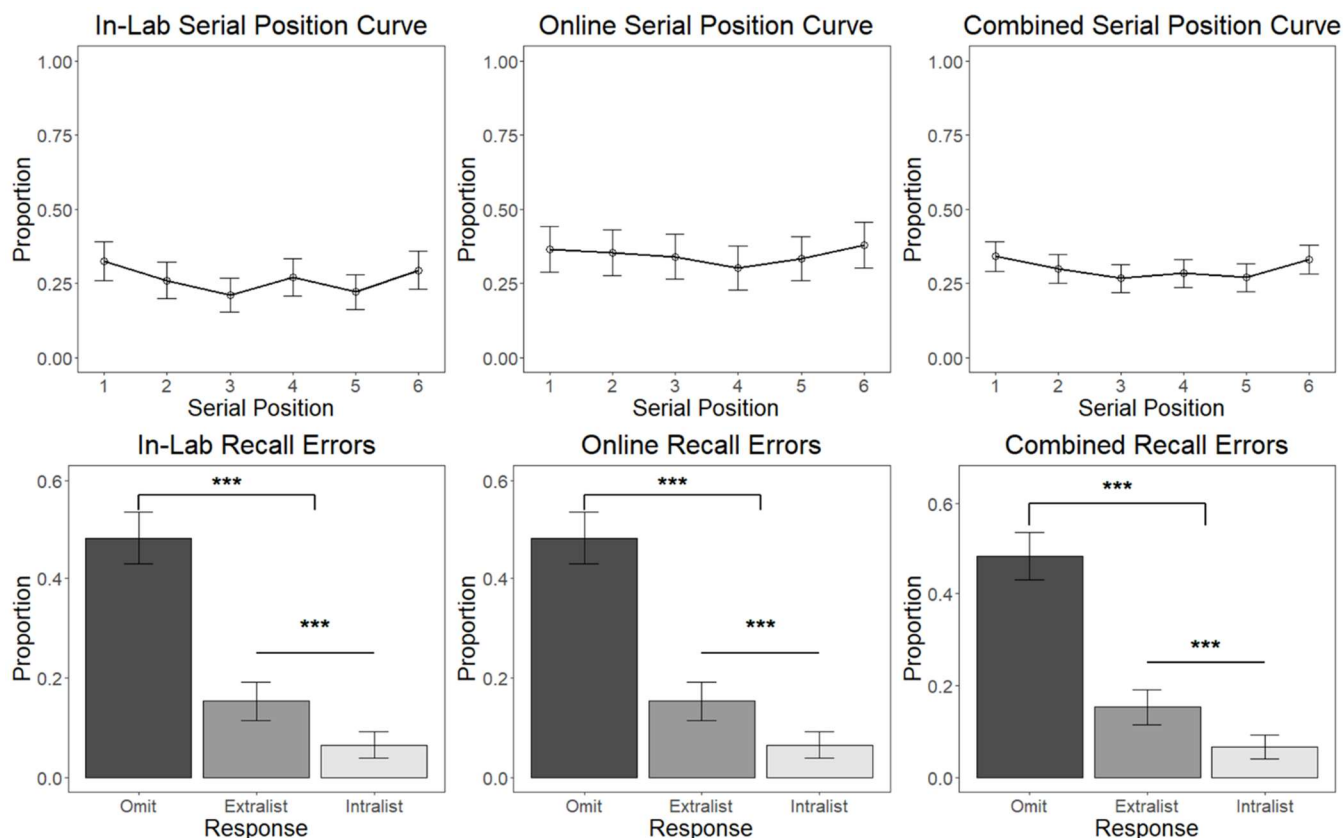 In-Lab Serial Position Curve
Online Serial Position Curve
Combined Serial Position Curve
Proportion
1.00
0.75
0.50
0.25
0.00
1 2 3 4 5 6
Serial Position
Proportion
1.00
0.75
0.50
0.25
0.00
1 2 3 4 5 6
Serial Position
Proportion
1.00
0.75
0.50
0.25
0.00
1 2 3 4 5 6
Serial Position
In-Lab Recall Errors
Online Recall Errors
Combined Recall Errors
Proportion
0.6
0.4
0.2
0.0
***
***
Omit Extralist Intralist
Response
Proportion
0.6
0.4
0.2
0.0
***
***
Omit Extralist Intralist
Response
Proportion
0.6
0.4
0.2
0.0
***
***
Omit Extralist Intralist
Response